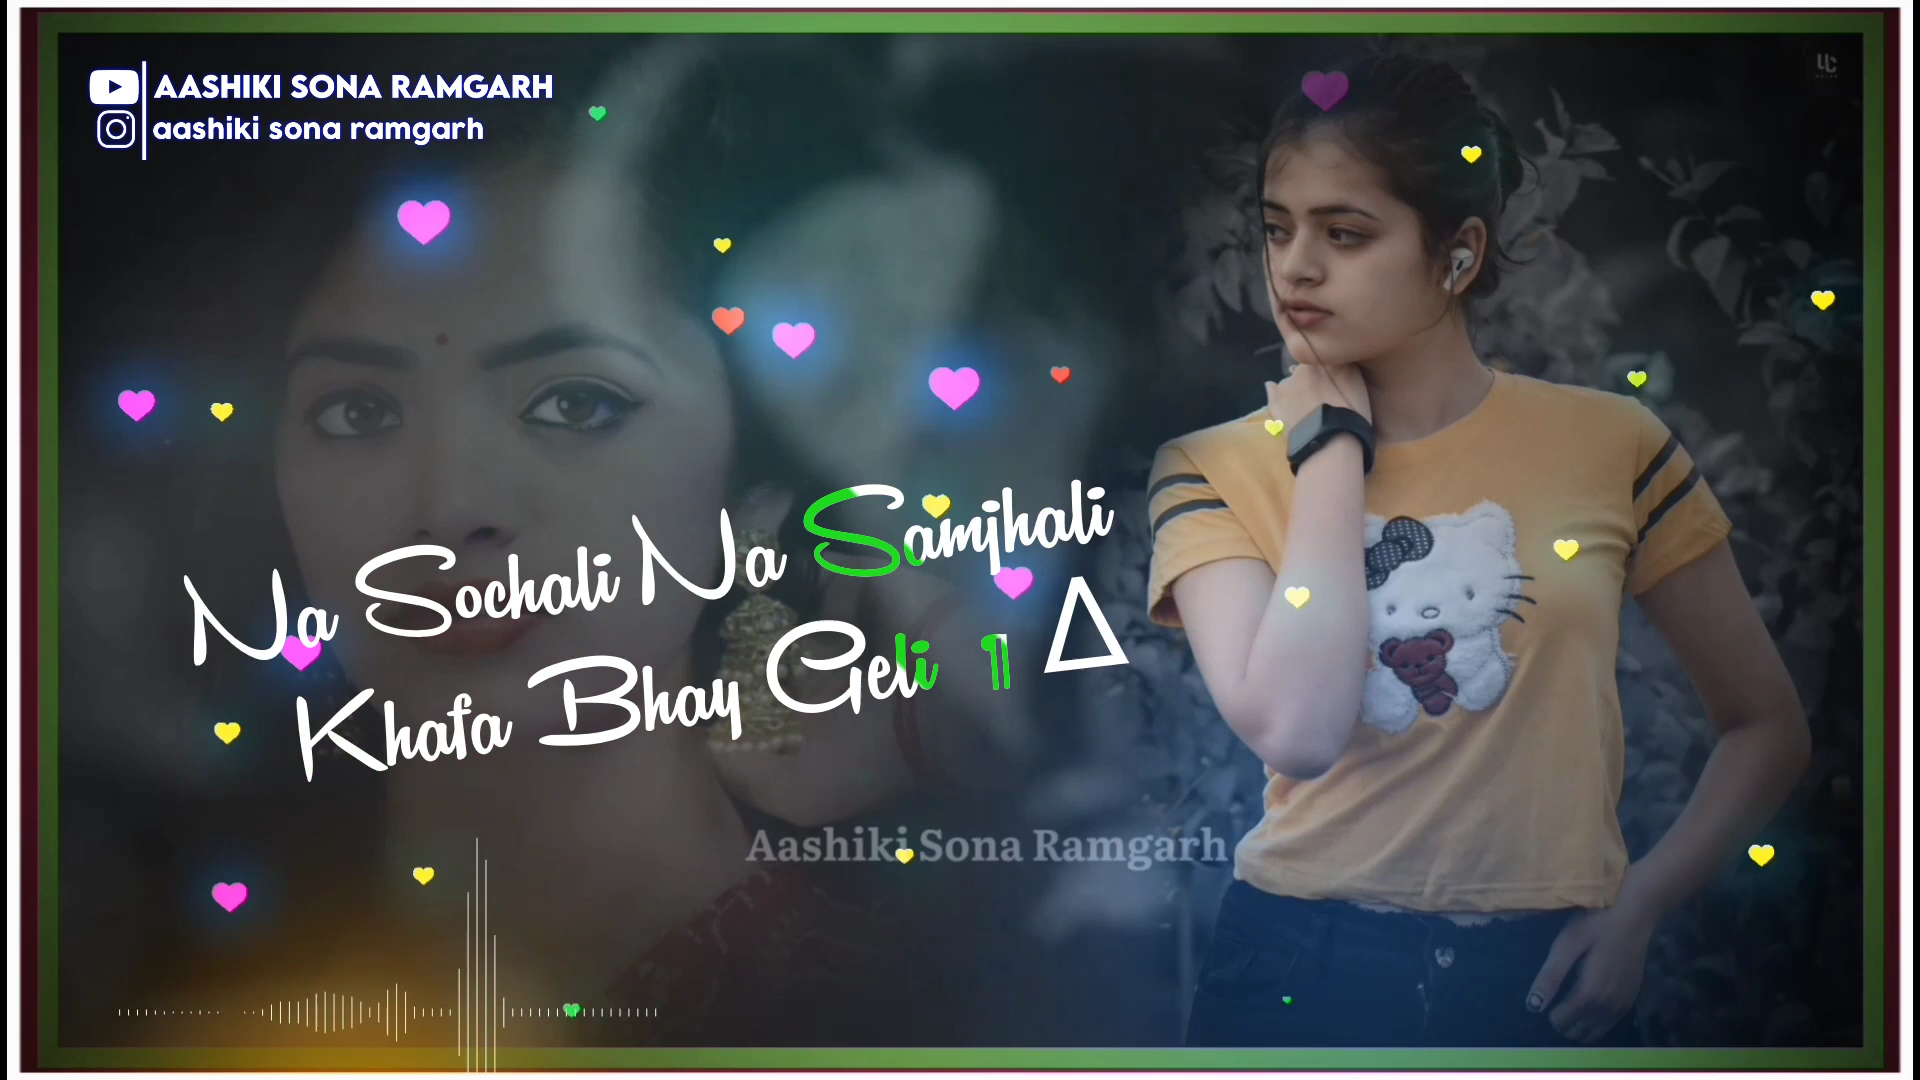 AASHIKI SONA RAMGARH
aashiki sona ramgarh
Na Sochali Na Samjhali
Khafa Bhay Geli ¶ Δ
Aashiki Sona Ramgarh